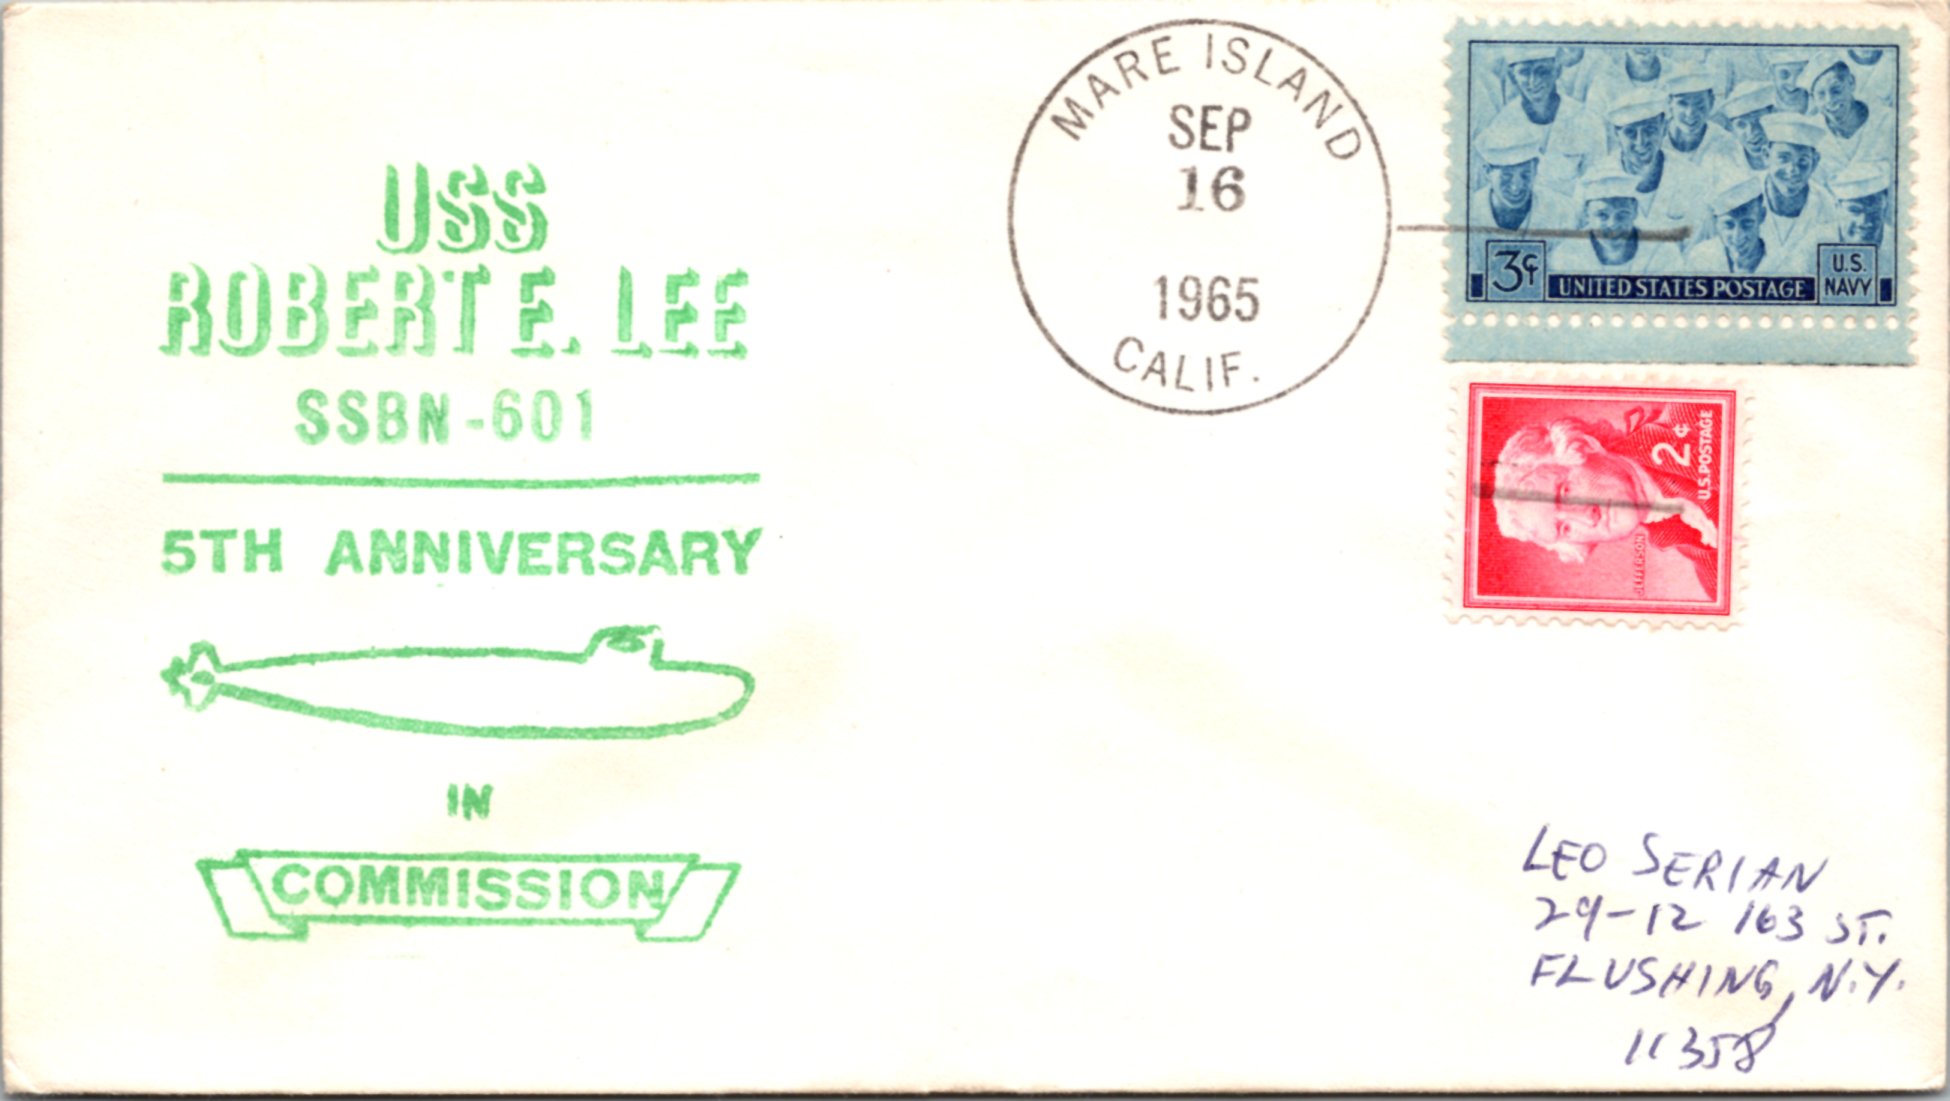 USS
ROBERT E. LEE
SSBN-601
5TH ANNIVERSARY
IN
COMMISSION
MARE ISLAND
SEP
16
1965
CALIF.
3¢
UNITED STATES POSTAGE
U.S.
NAVY
2¢
U.S. POSTAGE
JEFFERSON
LEO SERIAN
29-12 163 ST.
FLUSHING, N.Y.
11358